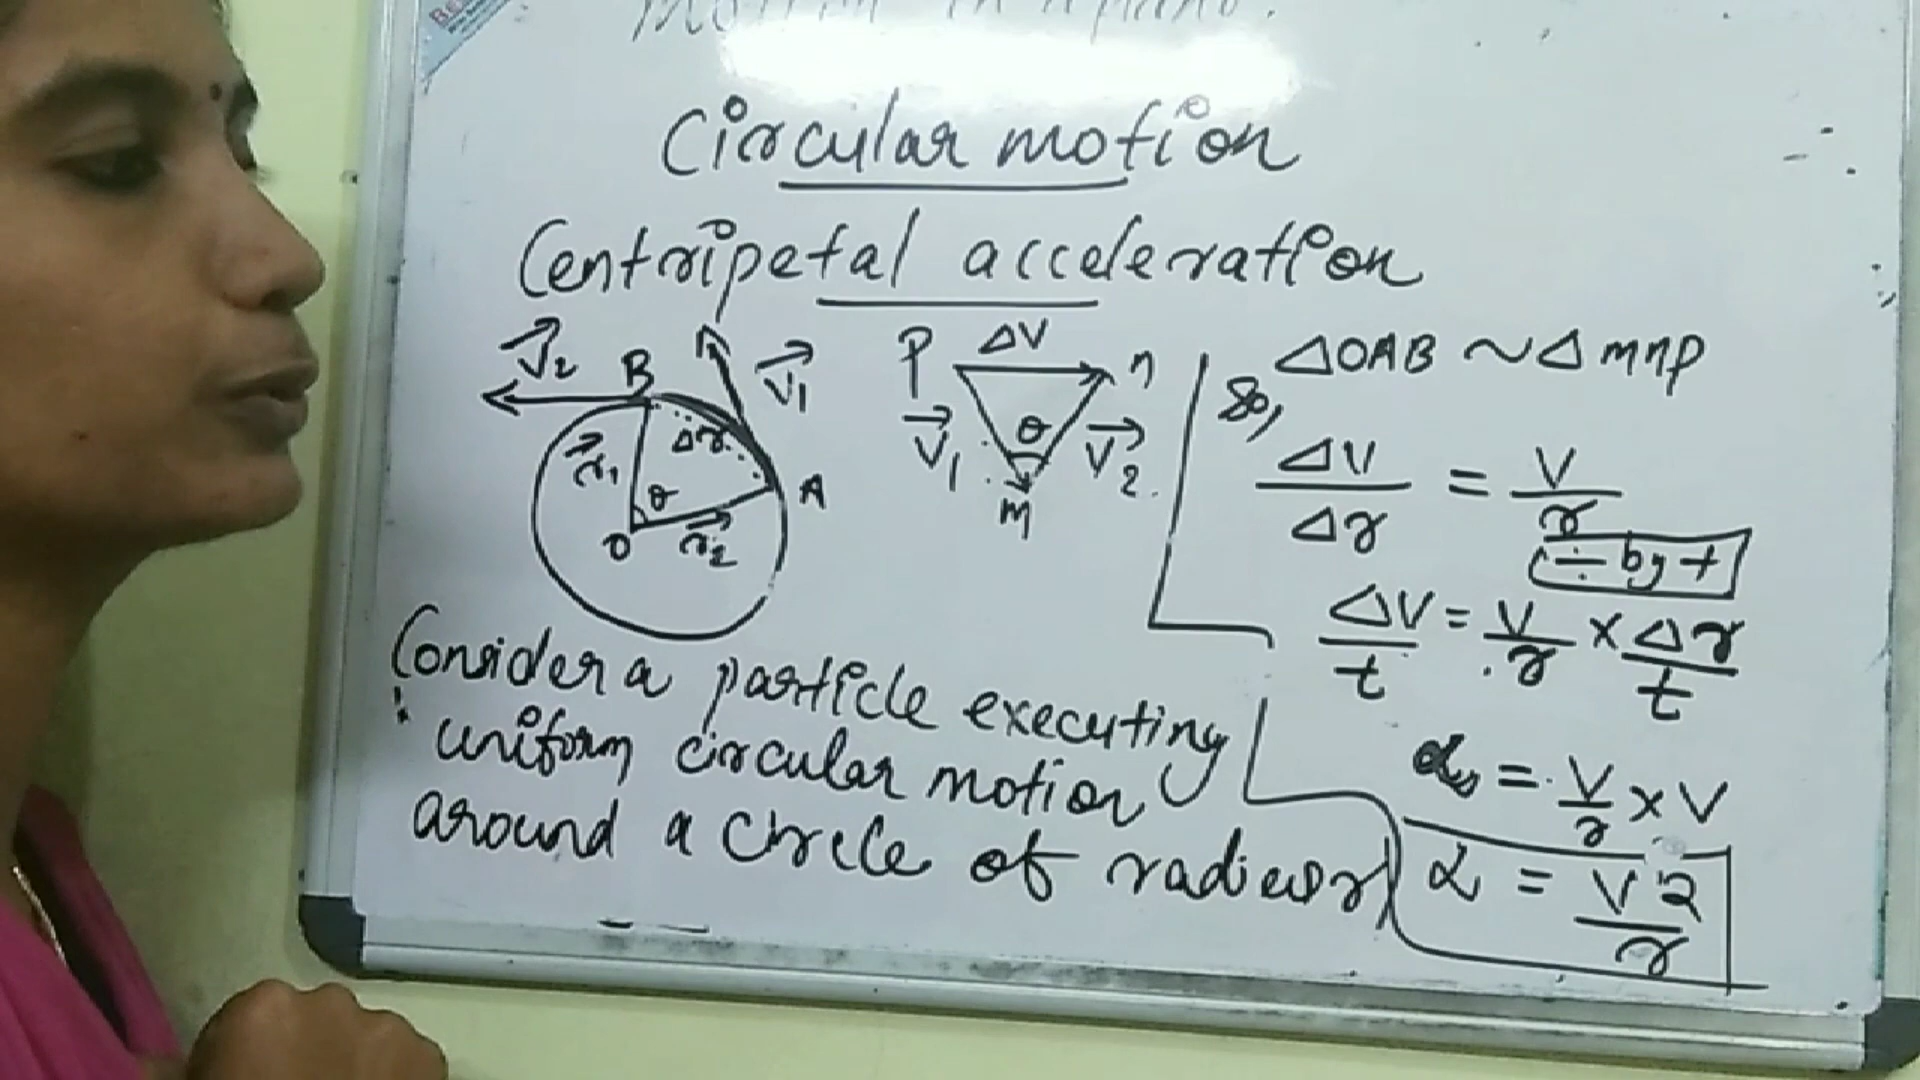 Circular motion
Centripetal acceleration
V₂ B V₁
r₁ Δr
θ A
O r₂
P ΔV n
V₁ θ V₂
M
ΔOAB ~ Δ mnp
So,
ΔV/Δr = V/r
÷ by t
ΔV/t = V/r × Δr/t
= V/r × V
α = V2/r
Consider a particle executing
uniform circular motion
around a circle of radius r